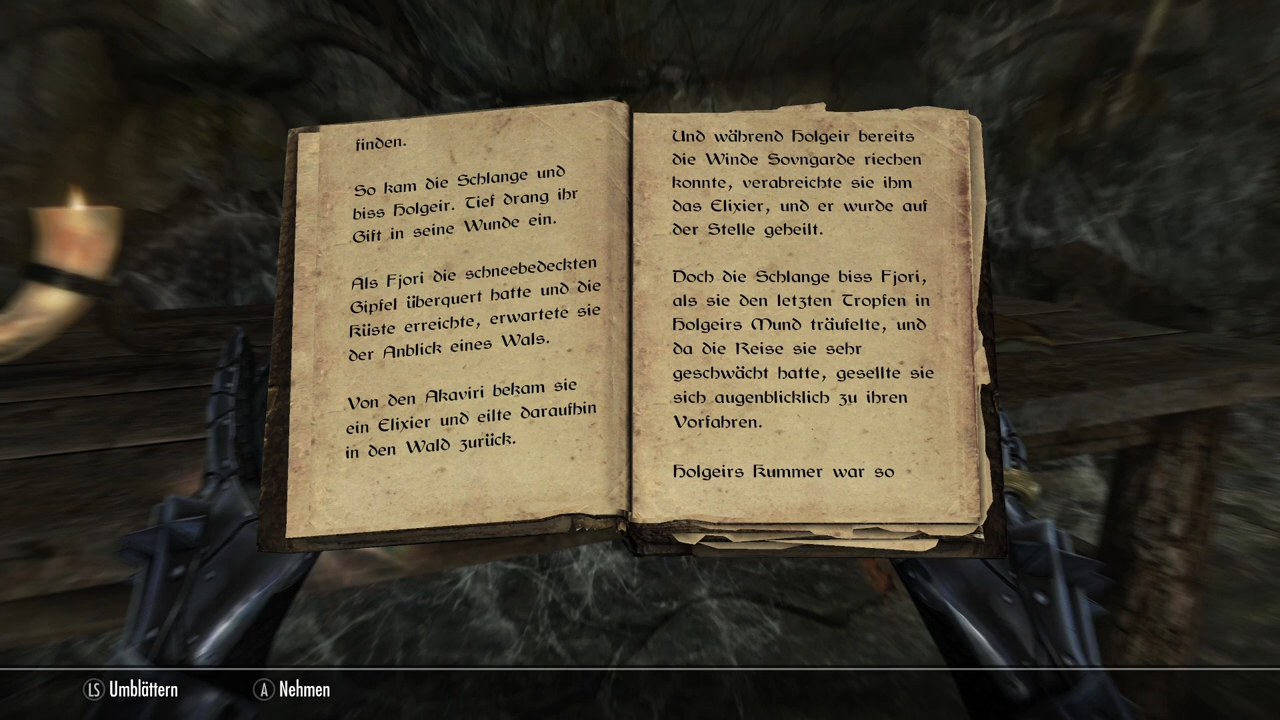 finden.
So kam die Schlange und
biss Holgeir. Tief drang ihr
Gift in seine Wunde ein.
Als Fjori die schneebedeckten
Gipfel überquert hatte und die
Küste erreichte, erwartete sie
der Anblick eines Wals.
Von den Akaviri bekam sie
ein Elixier und eilte daraufhin
in den Wald zurück.
Und während Holgeir bereits
die Winde Sovngarde riechen
konnte, verabreichte sie ihm
das Elixier, und er wurde auf
der Stelle geheilt.
Doch die Schlange biss Fjori,
als sie den letzten Tropfen in
Holgeirs Mund träufelte, und
da die Reise sie sehr
geschwächt hatte, gesellte sie
sich augenblicklich zu ihren
Vorfahren.
Holgeirs Kummer war so
LS Umblättern
A Nehmen